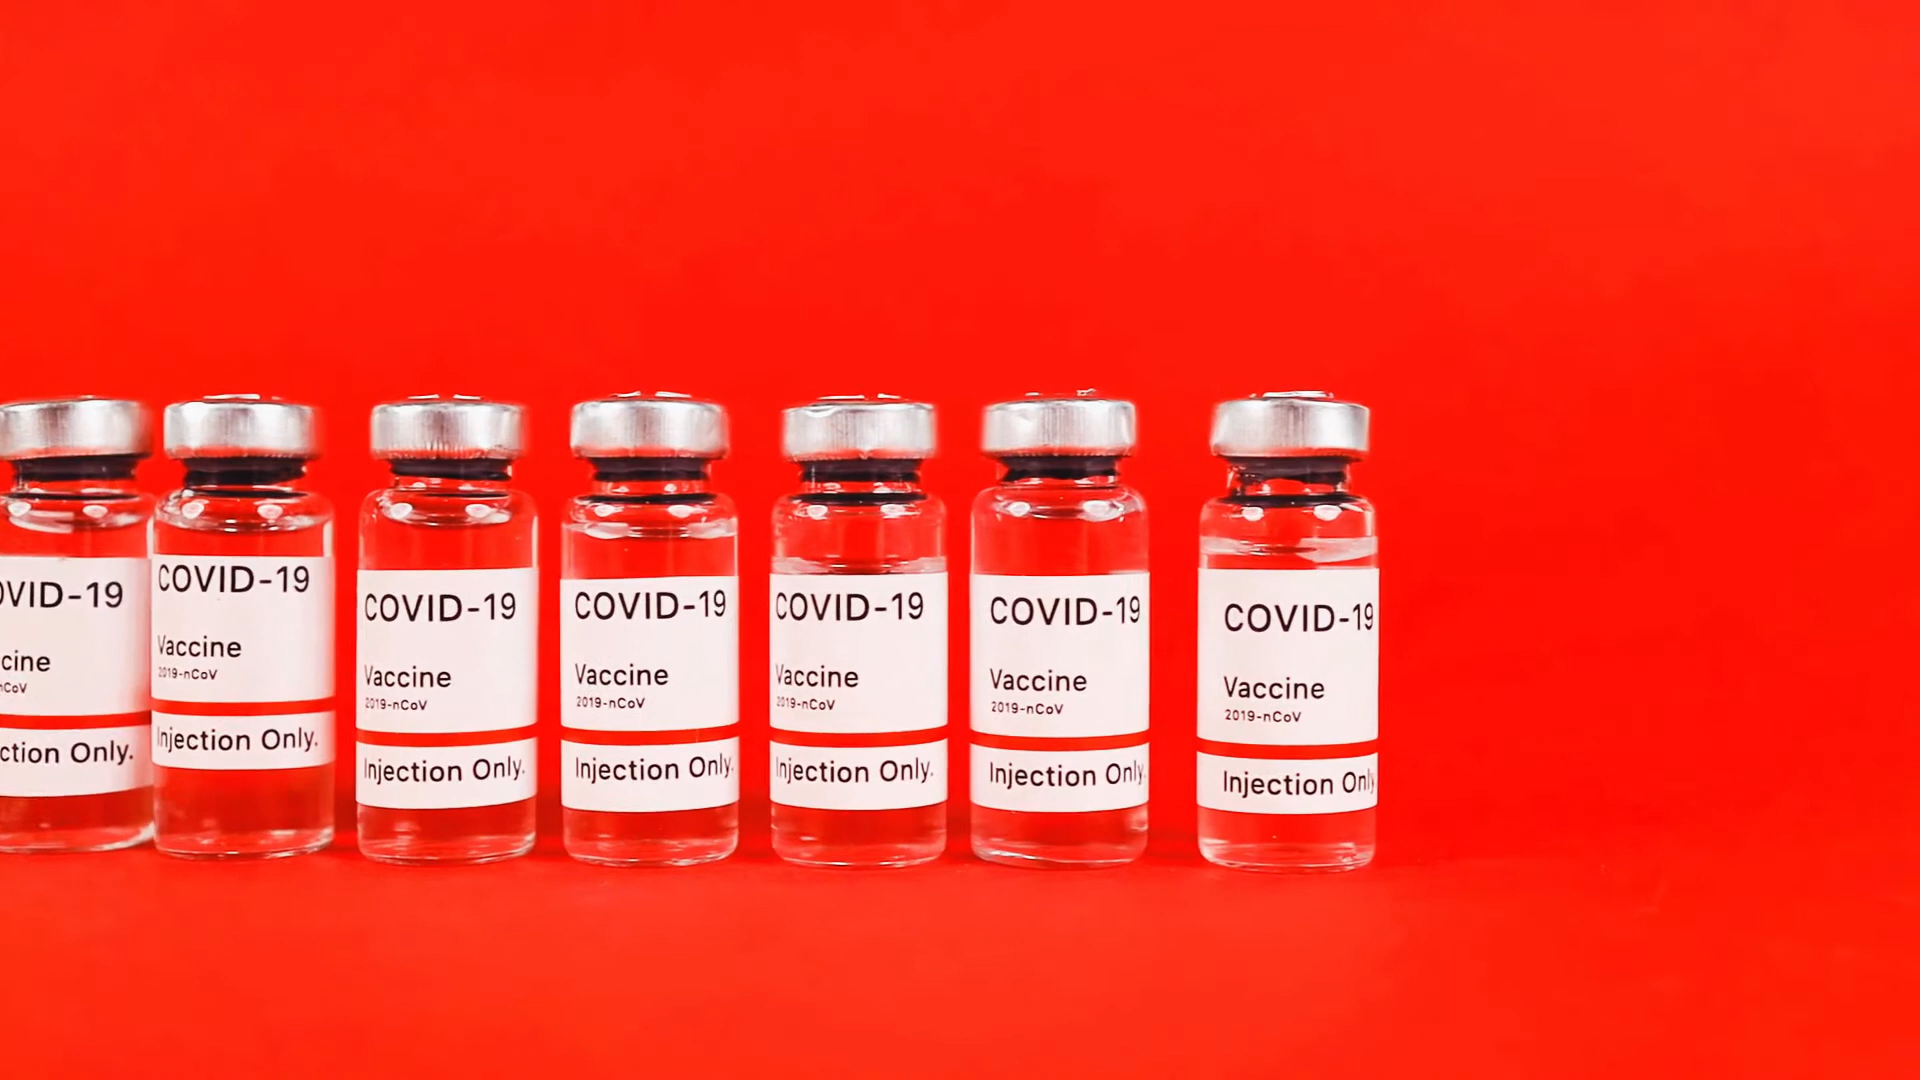 OVID-19
cine
nCoV
ction Only.
COVID-19
Vaccine
2019-nCoV
Injection Only.
COVID-19
Vaccine
2019-nCoV
Injection Only.
COVID-19
Vaccine
2019-nCoV
Injection Only.
COVID-19
Vaccine
2019-nCoV
Injection Only.
COVID-19
Vaccine
2019-nCoV
Injection Only.
COVID-19
Vaccine
2019-nCoV
Injection Only